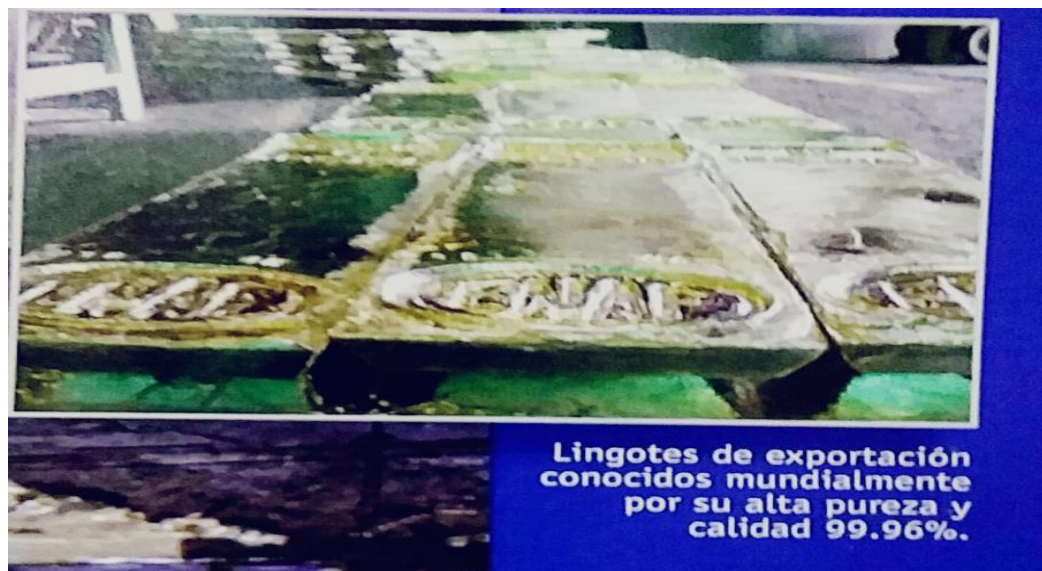 Lingotes de exportación
conocidos mundialmente
por su alta pureza y
calidad 99.96%.